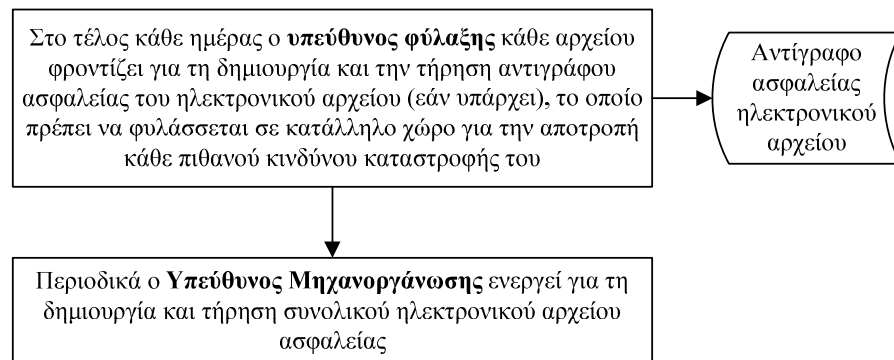 Στο τέλος κάθε ημέρας ο υπεύθυνος φύλαξης κάθε αρχείου
φροντίζει για τη δημιουργία και την τήρηση αντιγράφου
ασφαλείας του ηλεκτρονικού αρχείου (εάν υπάρχει), το οποίο
πρέπει να φυλάσσεται σε κατάλληλο χώρο για την αποτροπή
κάθε πιθανού κινδύνου καταστροφής του
Αντίγραφο
ασφαλείας
ηλεκτρονικού
αρχείου
Περιοδικά ο Υπεύθυνος Μηχανοργάνωσης ενεργεί για τη
δημιουργία και τήρηση συνολικού ηλεκτρονικού αρχείου
ασφαλείας